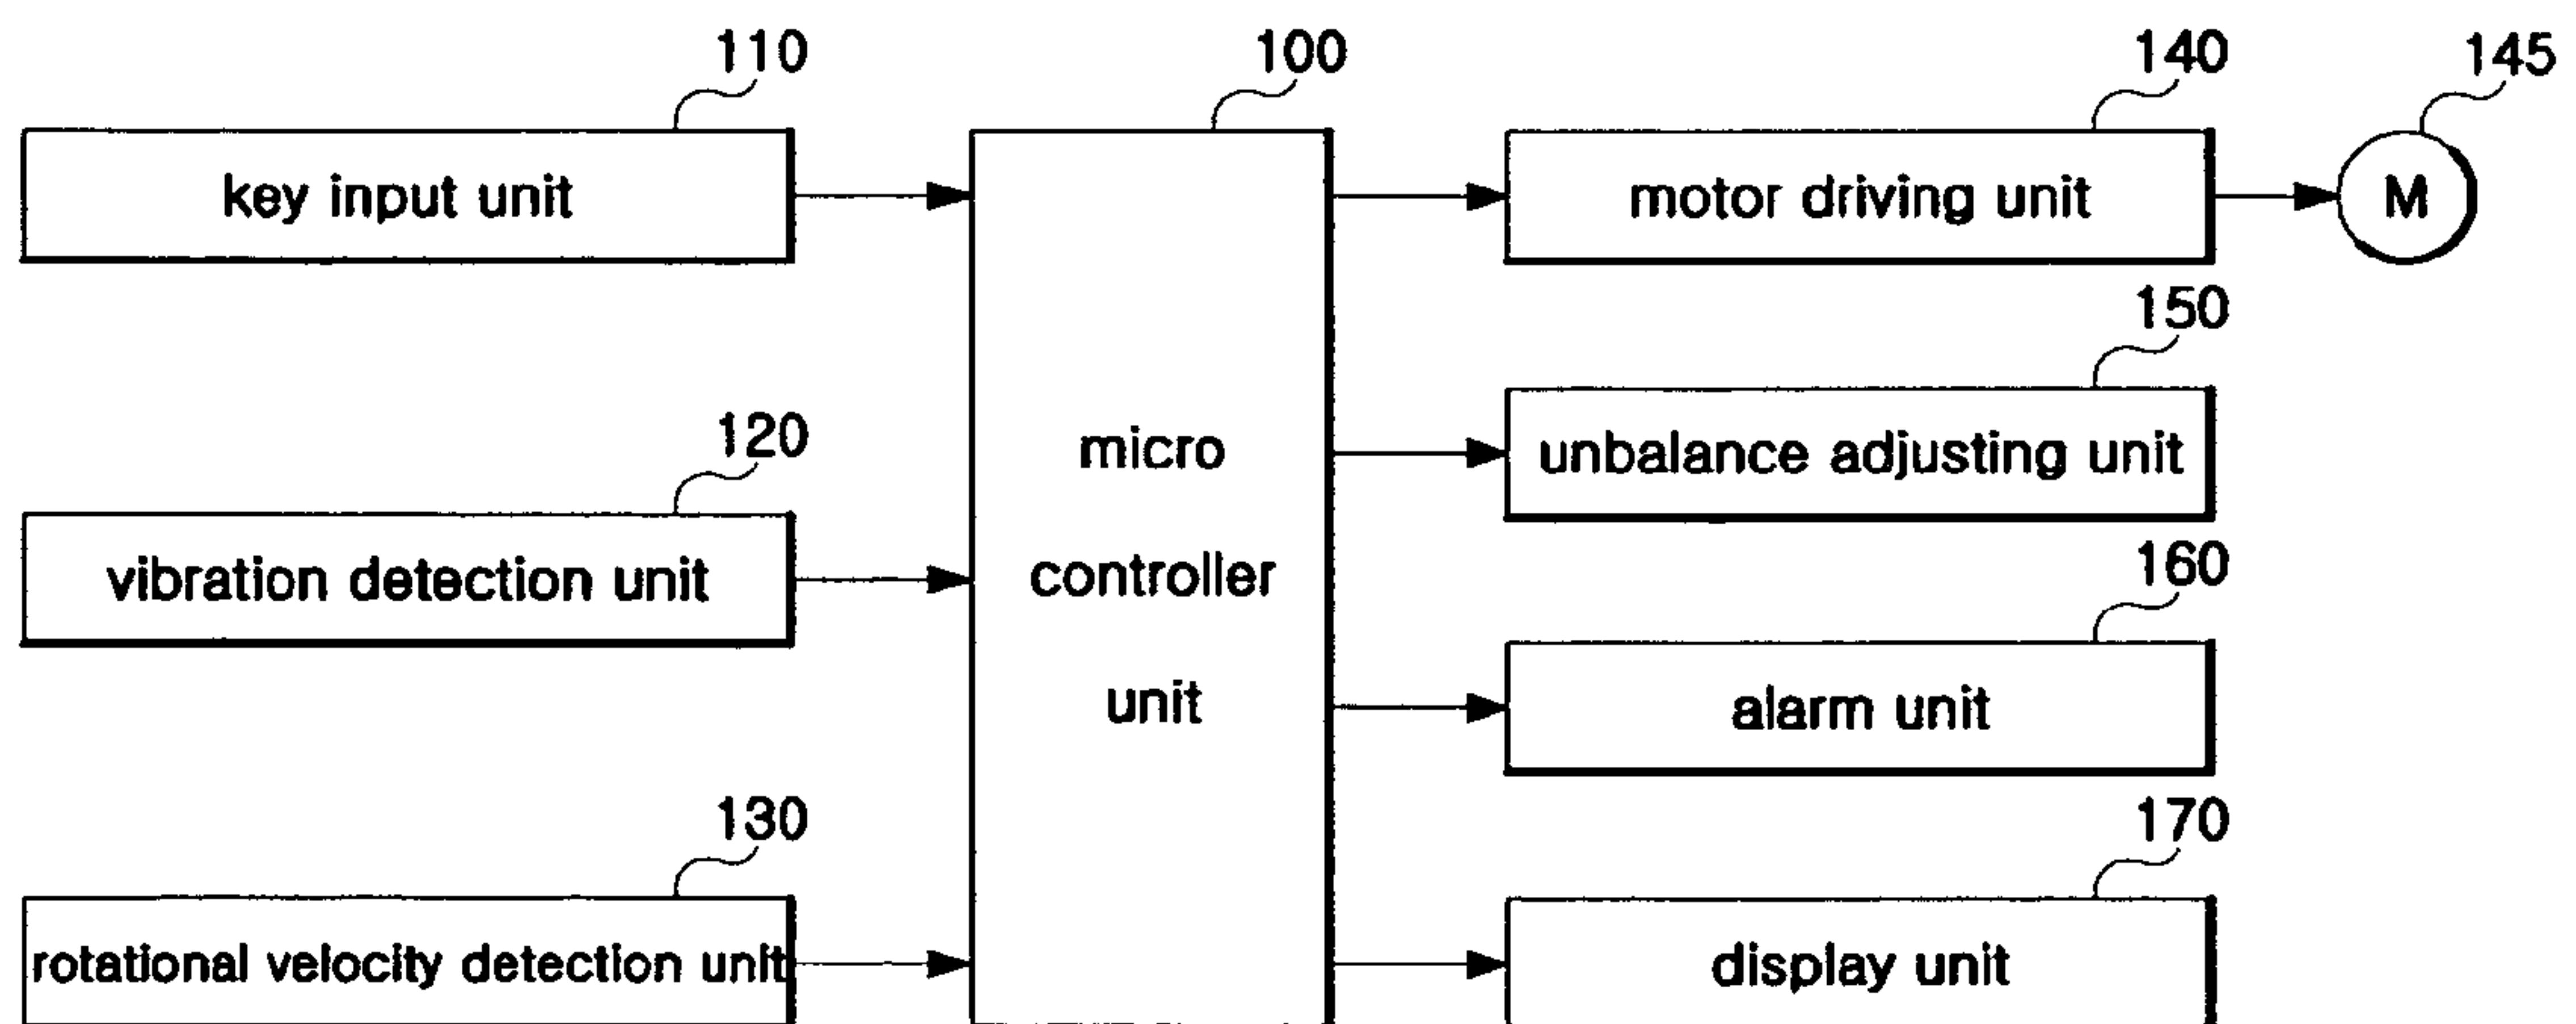 110
100
140
145
key input unit
motor driving unit
M
150
120
micro
unbalance adjusting unit
vibration detection unit
controller
160
unit
alarm unit
130
170
rotational velocity detection unit
display unit